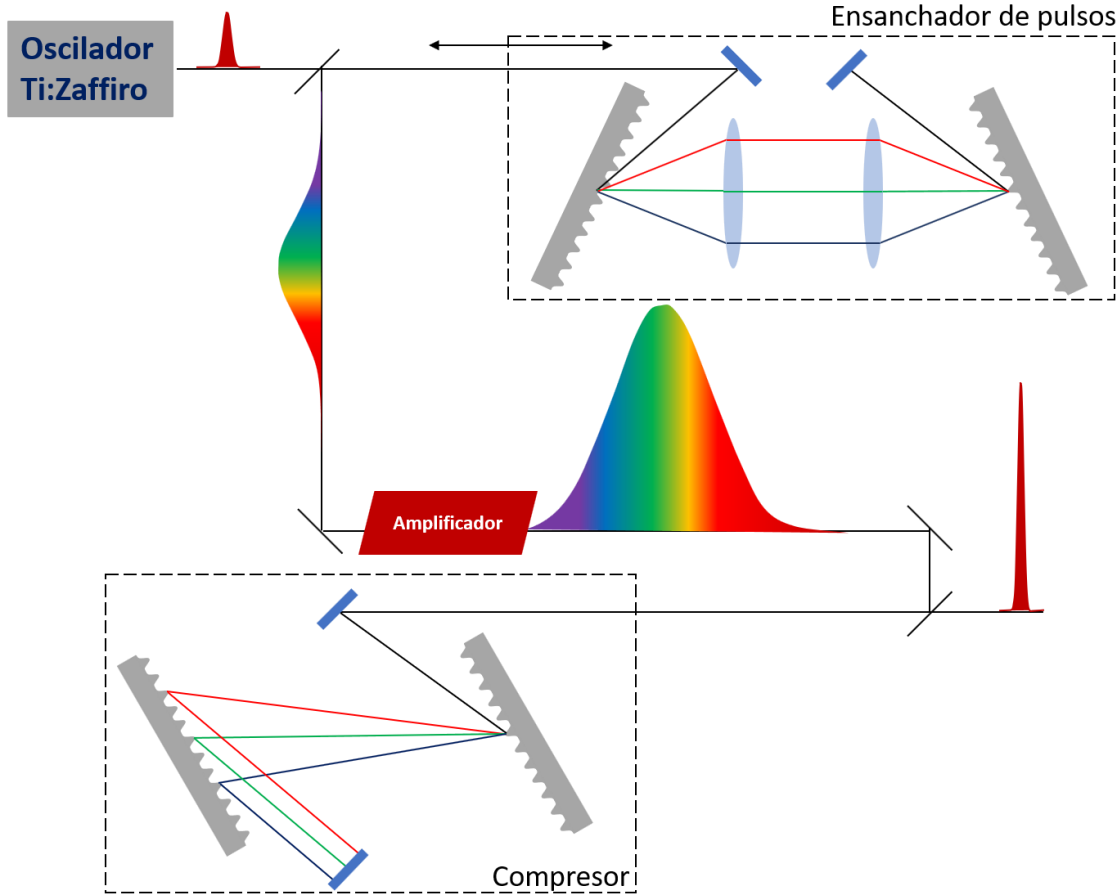 Ensanchador de pulsos
Oscilador
Ti:Zaffiro
Amplificador
Compresor